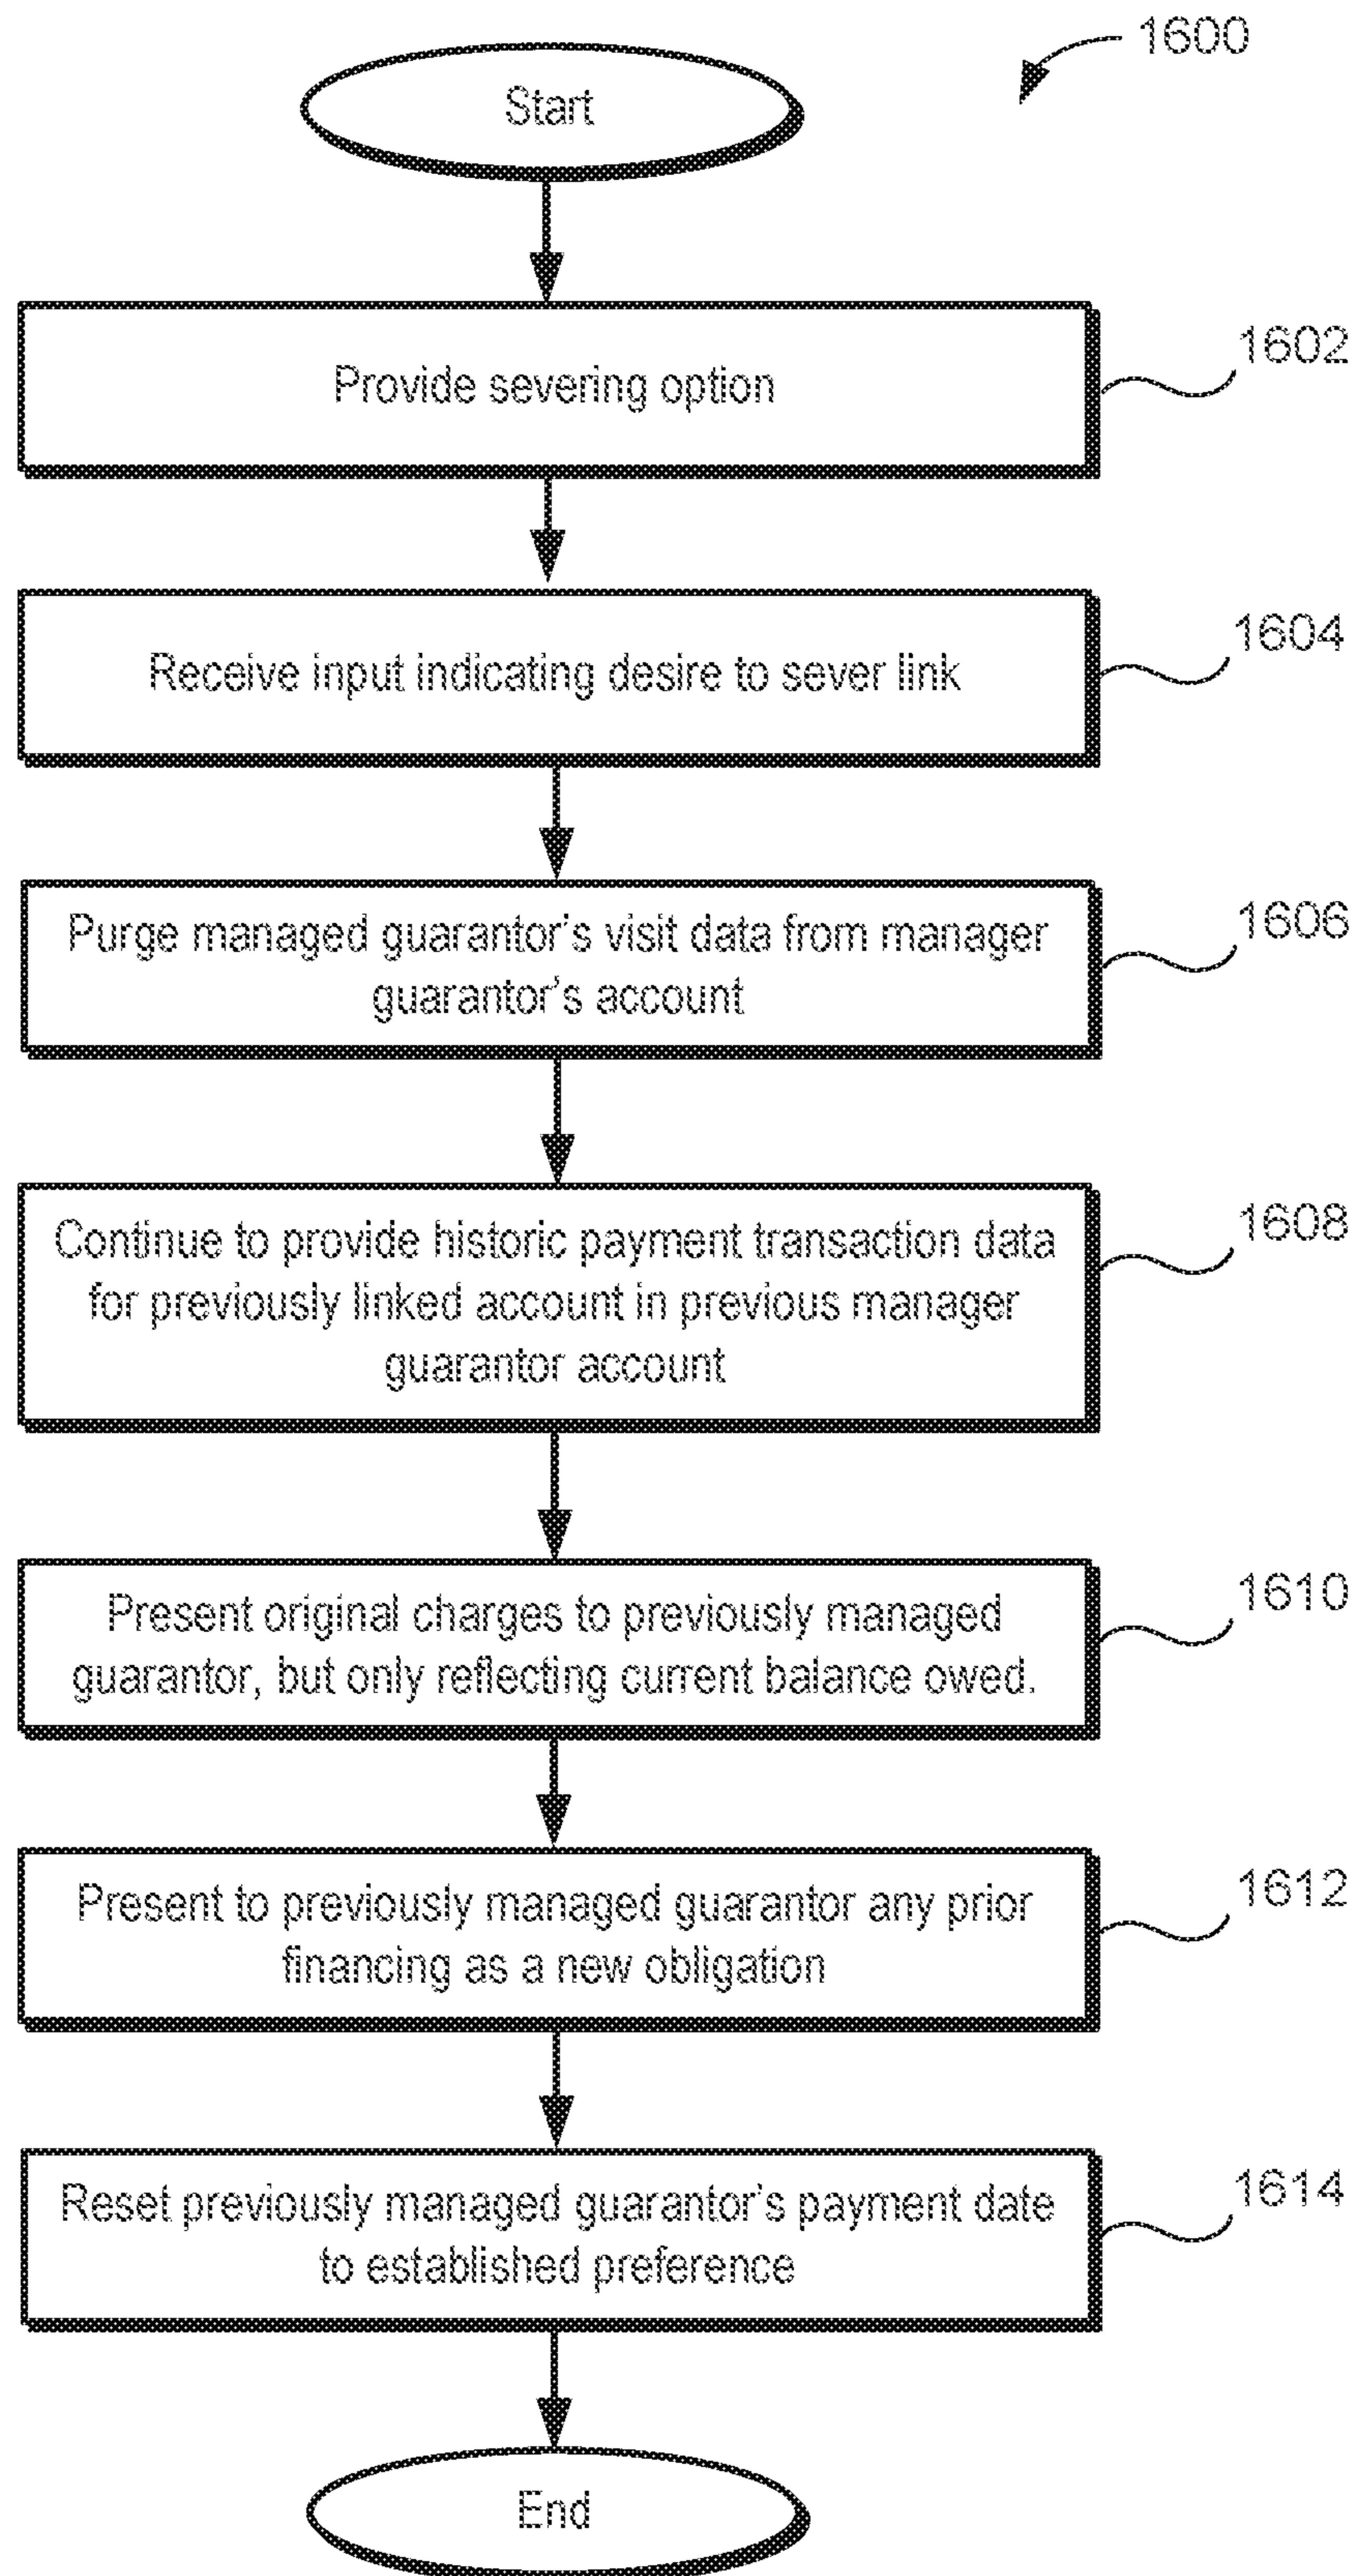 1600
Start
Provide severing option
1602
Receive input indicating desire to sever link
1604
Purge managed guarantor’s visit data from manager
guarantor’s account
1606
Continue to provide historic payment transaction data
for previously linked account in previous manager
guarantor account
1608
Present original charges to previously managed
guarantor, but only reflecting current balance owed.
1610
Present to previously managed guarantor any prior
financing as a new obligation
1612
Reset previously managed guarantor’s payment date
to established preference
1614
End